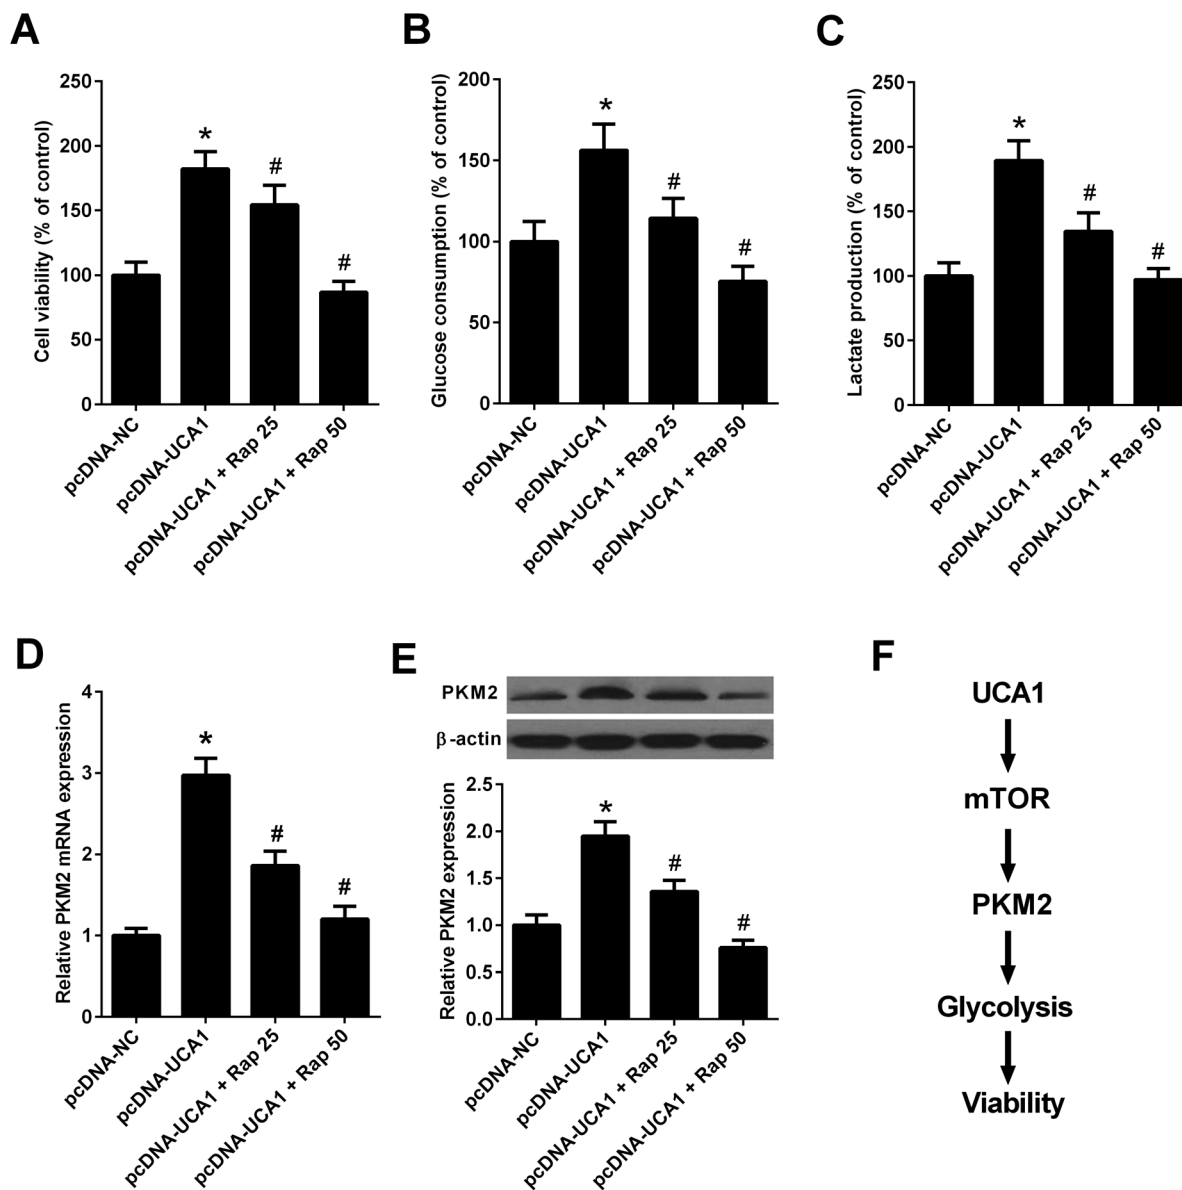 A
Cell viability (% of control)
250
200
150
100
50
0
*
#
#
pcDNA-NC
pcDNA-UCA1
pcDNA-UCA1 + Rap 25
pcDNA-UCA1 + Rap 50
B
Glucose consumption (% of control)
200
150
100
50
0
*
#
#
pcDNA-NC
pcDNA-UCA1
pcDNA-UCA1 + Rap 25
pcDNA-UCA1 + Rap 50
C
Lactate production (% of control)
250
200
150
100
50
0
*
#
#
pcDNA-NC
pcDNA-UCA1
pcDNA-UCA1 + Rap 25
pcDNA-UCA1 + Rap 50
D
Relative PKM2 mRNA expression
4
3
2
1
0
*
#
#
pcDNA-NC
pcDNA-UCA1
pcDNA-UCA1 + Rap 25
pcDNA-UCA1 + Rap 50
E
PKM2
β-actin
Relative PKM2 expression
2.5
2.0
1.5
1.0
0.5
0.0
*
#
#
pcDNA-NC
pcDNA-UCA1
pcDNA-UCA1 + Rap 25
pcDNA-UCA1 + Rap 50
F
UCA1
mTOR
PKM2
Glycolysis
Viability